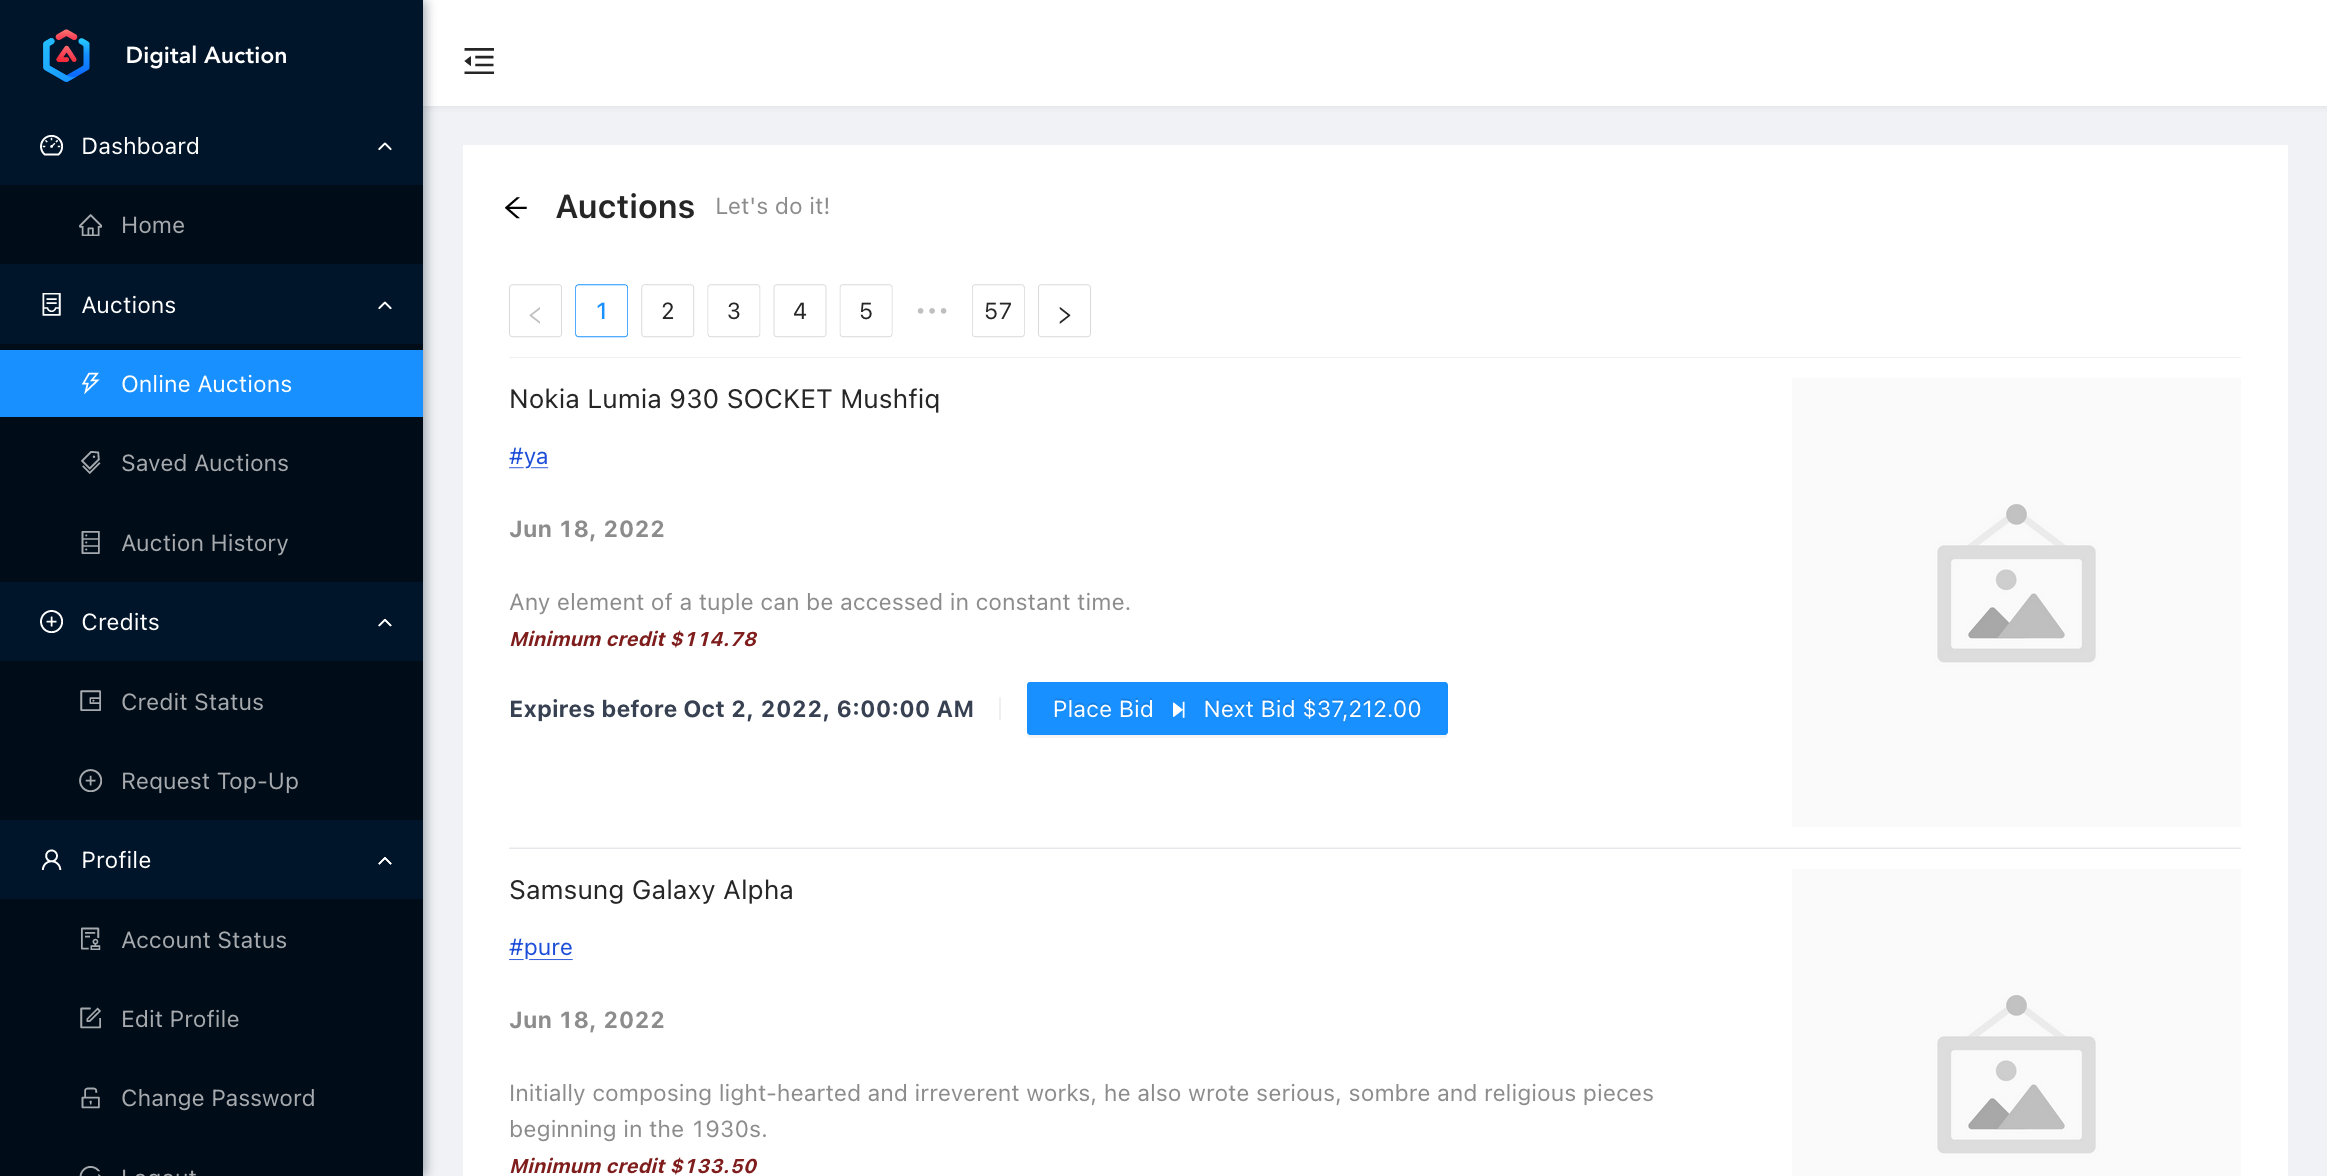 Digital Auction
Dashboard
Home
Auctions
Online Auctions
Saved Auctions
Auction History
Credits
Credit Status
Request Top-Up
Profile
Account Status
Edit Profile
Change Password
Logout
Auctions Let's do it!
< 1 2 3 4 5 ••• 57 >
Nokia Lumia 930 SOCKET Mushfiq
#ya
Jun 18, 2022
Any element of a tuple can be accessed in constant time.
Minimum credit $114.78
Expires before Oct 2, 2022, 6:00:00 AM
Place Bid Next Bid $37,212.00
Samsung Galaxy Alpha
#pure
Jun 18, 2022
Initially composing light-hearted and irreverent works, he also wrote serious, sombre and religious pieces
beginning in the 1930s.
Minimum credit $133.50